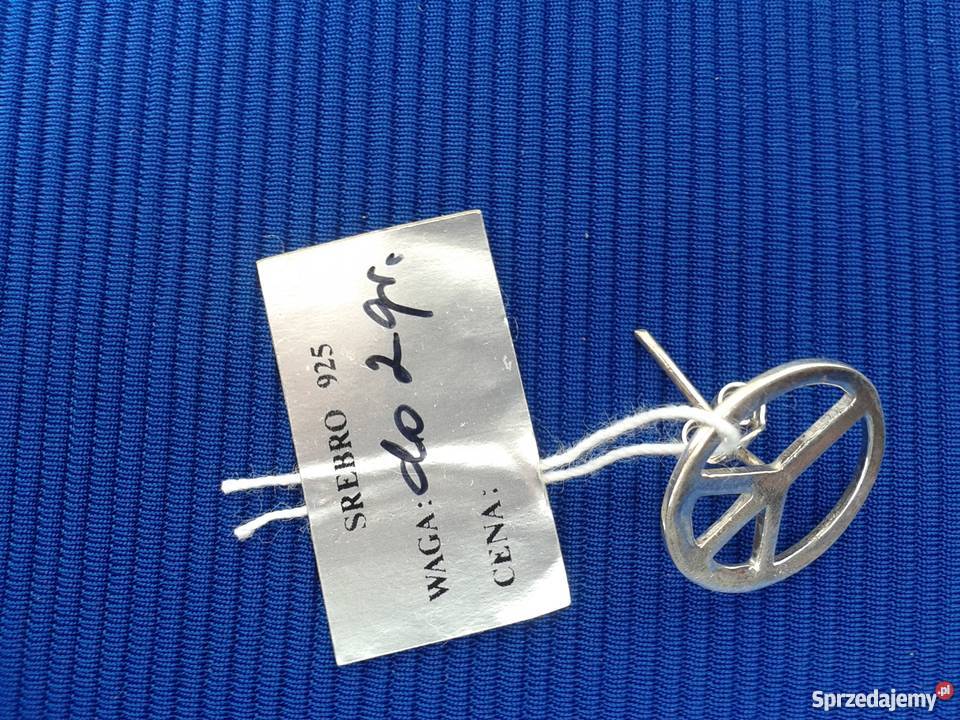 SREBRO 925
WAGA: do 2 gr.
CENA:
Sprzedajemy.pl